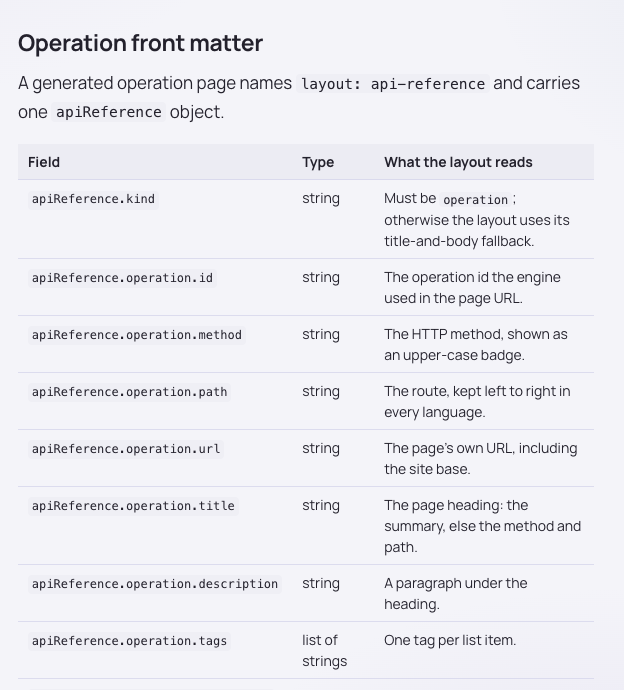 Operation front matter
A generated operation page names layout: api-reference and carries
one apiReference object.
Field Type What the layout reads
apiReference.kind string Must be operation ;
otherwise the layout uses its
title-and-body fallback.
apiReference.operation.id string The operation id the engine
used in the page URL.
apiReference.operation.method string The HTTP method, shown as
an upper-case badge.
apiReference.operation.path string The route, kept left to right in
every language.
apiReference.operation.url string The page's own URL, including
the site base.
apiReference.operation.title string The page heading: the
summary, else the method and
path.
apiReference.operation.description string A paragraph under the
heading.
apiReference.operation.tags list of One tag per list item.
strings